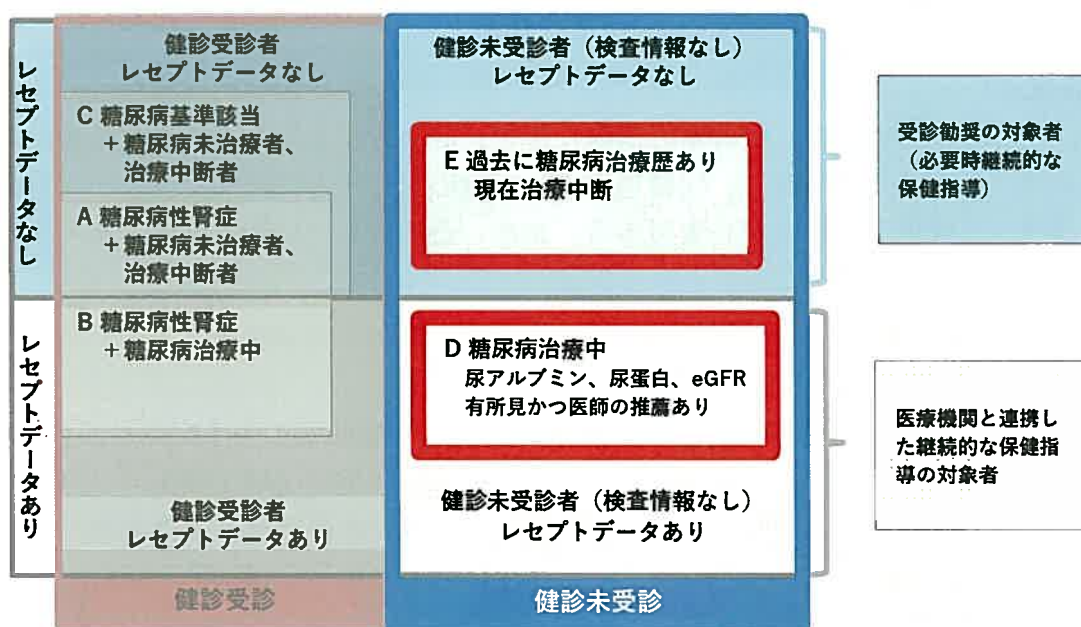 レセプトデータなし
レセプトデータあり
健診受診者
レセプトデータなし
C 糖尿病基準該当
＋糖尿病未治療者、
治療中断者
A 糖尿病性腎症
＋糖尿病未治療者、
治療中断者
B 糖尿病性腎症
＋糖尿病治療中
健診受診者
レセプトデータあり
健診受診
健診未受診者（検査情報なし）
レセプトデータなし
E 過去に糖尿病治療歴あり
現在治療中断
D 糖尿病治療中
尿アルブミン、尿蛋白、eGFR
有所見かつ医師の推薦あり
健診未受診者（検査情報なし）
レセプトデータあり
健診未受診
受診勧奨の対象者
（必要時継続的な
保健指導）
医療機関と連携し
た継続的な保健指
導の対象者